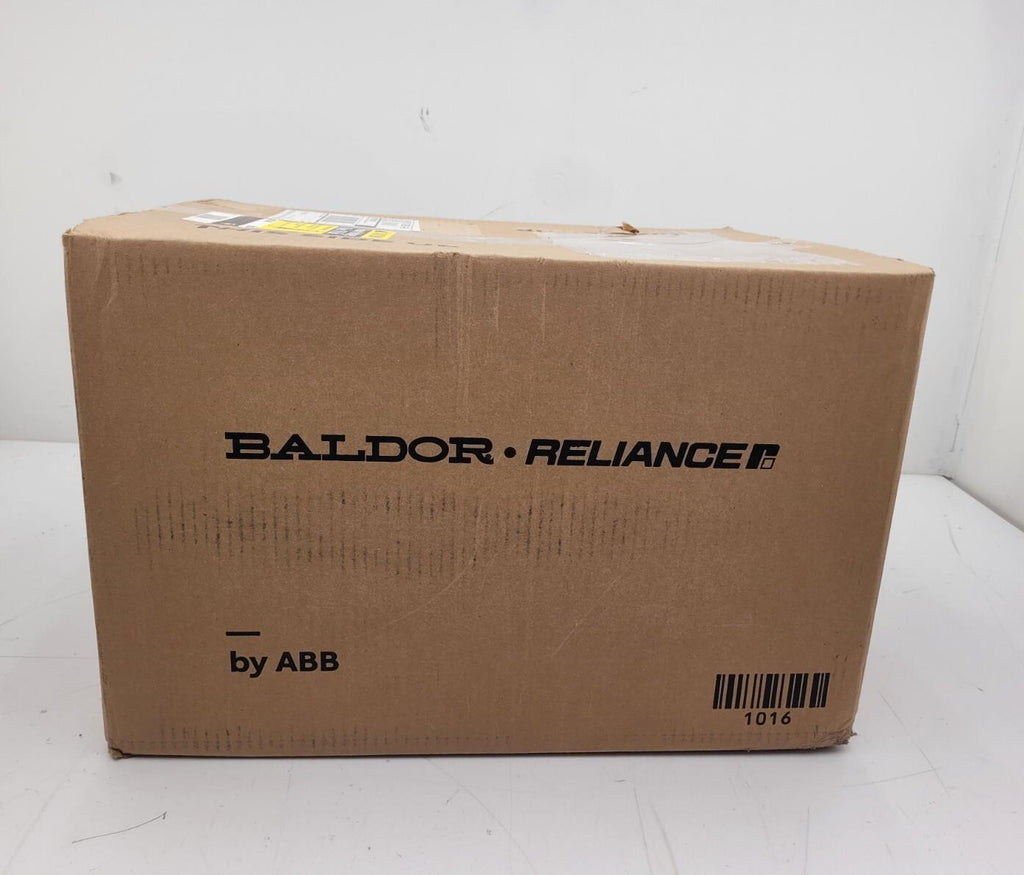 BALDOR • RELIANCE
by ABB
1016